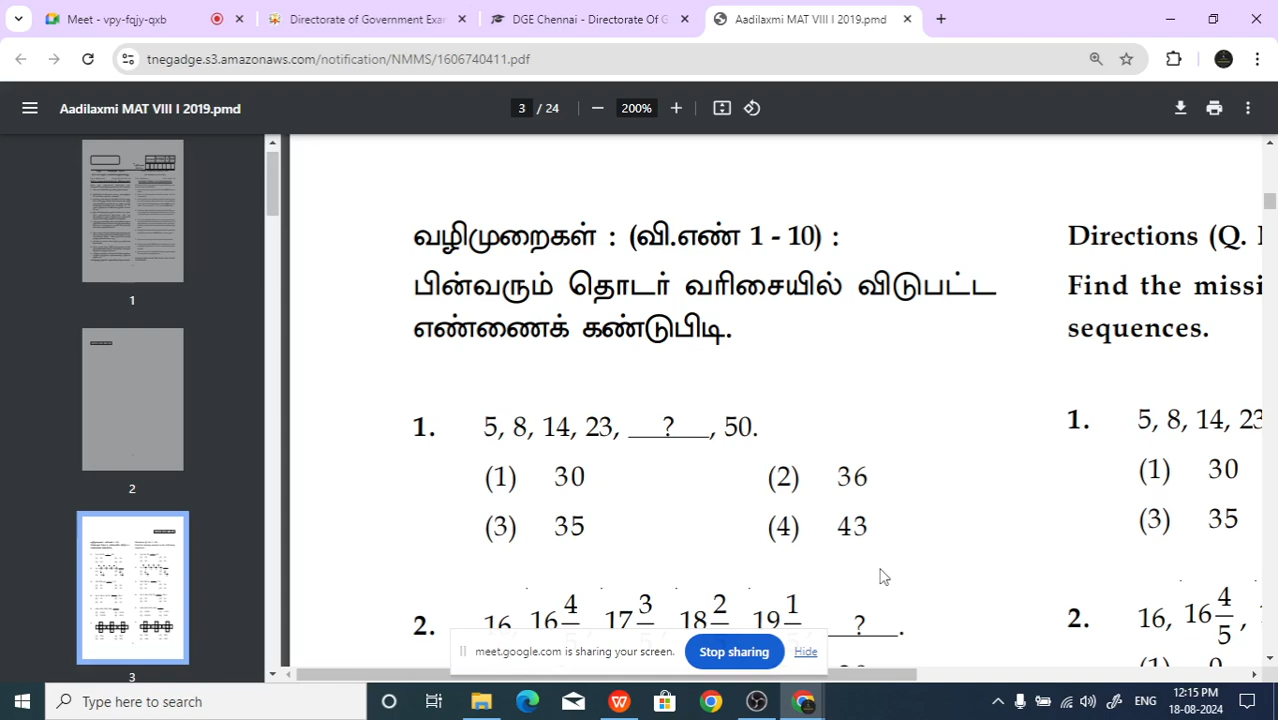 Meet - vpy-fqjy-qxb
Directorate of Government Exar
DGE Chennai - Directorate Of G
Aadilaxmi MAT VIII I 2019.pmd
tnegadge.s3.amazonaws.com/notification/NMMS/1606740411.pdf
Aadilaxmi MAT VIII I 2019.pmd
3 / 24
200%
1
2
3
வழிமுறைகள் : (வி.எண் 1 - 10) :
பின்வரும் தொடர் வரிசையில் விடுபட்ட
எண்ணைக் கண்டுபிடி.
1. 5, 8, 14, 23, ? , 50.
(1) 30 (2) 36
(3) 35 (4) 43
2. 16, 16 4/5, 17 3/5, 18 2/5, 19 1/5, ? .
Directions (Q. 
Find the missi
sequences.
1. 5, 8, 14, 23
(1) 30
(3) 35
2. 16, 16 4/5,
meet.google.com is sharing your screen.
Stop sharing
Hide
Type here to search
ENG
12:15 PM
18-08-2024